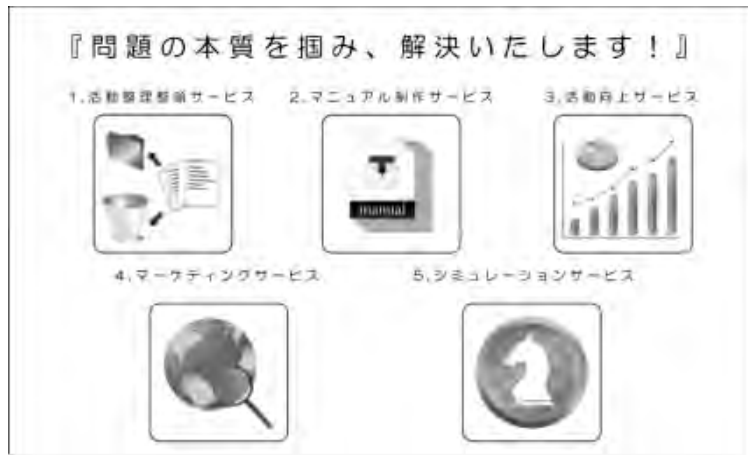 『問題の本質を掴み、解決いたします！』
1.活動整理整頓サービス
2.マニュアル制作サービス
3.活動向上サービス
manual
4.マーケティングサービス
5.シミュレーションサービス